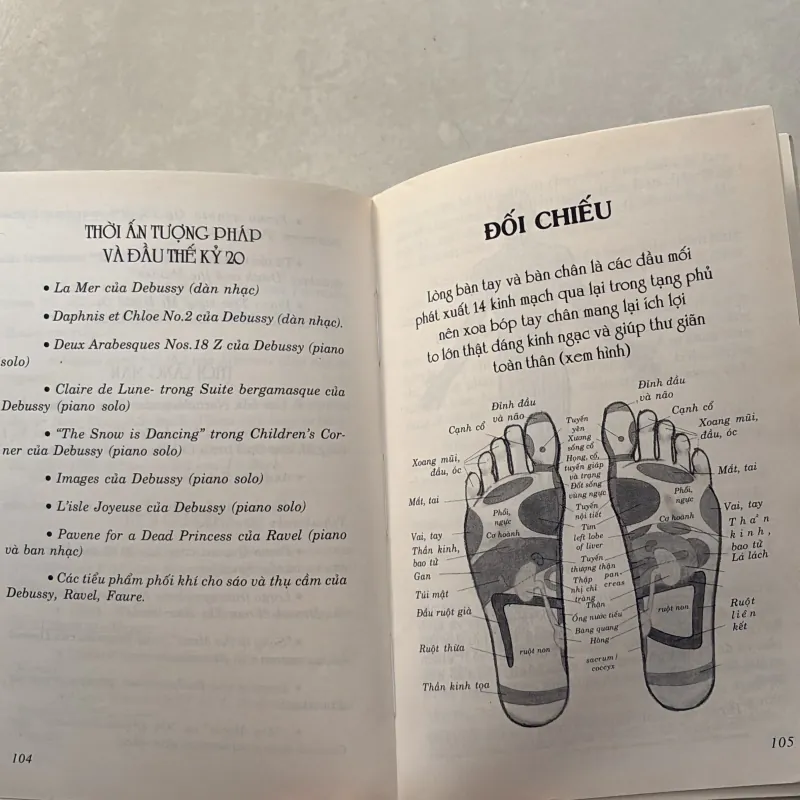 THỜI ẤN TƯỢNG PHÁP
VÀ ĐẦU THẾ KỶ 20
• La Mer của Debussy (dàn nhạc)
• Daphnis et Chloe No.2 của Debussy (dàn nhạc).
• Deux Arabesques Nos.18 Z của Debussy (piano
solo)
• Claire de Lune- trong Suite bergamasque của
Debussy (piano solo)
• "The Snow is Dancing" trong Children's Cor-
ner của Debussy (piano solo)
• Images của Debussy (piano solo)
• L'isle Joyeuse của Debussy (piano solo)
• Pavene for a Dead Princess của Ravel (piano
và ban nhạc)
• Các tiểu phẩm phối khí cho sáo và thụ cầm của
Debussy, Ravel, Faure.
104
ĐỐI CHIẾU
Lòng bàn tay và bàn chân là các đầu mối
phát xuất 14 kinh mạch qua lại trong tạng phủ
nên xoa bóp tay chân mang lại ích lợi
to lớn thật đáng kinh ngạc và giúp thư giãn
toàn thân (xem hình)
Đỉnh đầu
và não
Cạnh cổ
Xoang mũi,
đầu, óc
Mắt, tai
Vai, tay
Thần kinh,
bao tử
Gan
Túi mật
Đầu ruột già
Ruột thừa
Thần kinh tọa
Phổi,
ngực
Cơ hoành
ruột non
Tuyến
yên
Xương
sống cổ
Họng, cổ,
tuyến giáp
và trạng
Đốt sống
vùng ngực
Tuyến
nội tiết
Tim
left lobe
of liver
Tuyến
thượng thận
Thập pan-
nhị chỉ creas
tràng
Thận
Ống nước tiểu
Bàng quang
Hông
sacrum/
coccyx
Đỉnh đầu
và não
Cạnh cổ
Xoang mũi,
đầu, óc
Mắt, tai
Phổi,
ngực
Cơ hoành
Vai, tay
Thần
kinh,
bao tử
Lá lách
ruột non
Ruột
liên
kết
105